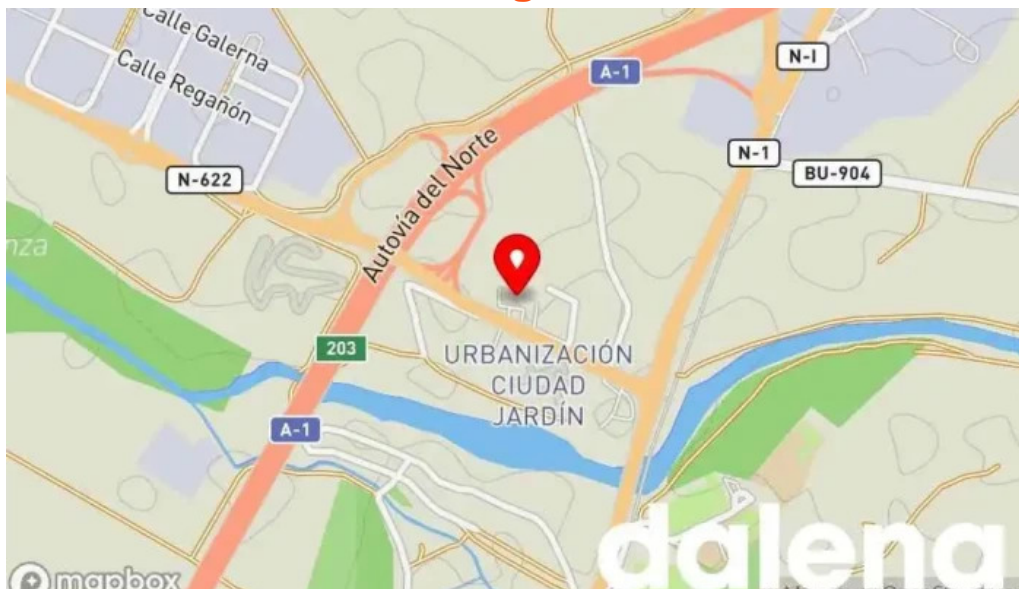 Calle Galerna
Calle Regañón
N-I
A-1
N-1
BU-904
N-622
Autovía del Norte
nza
203
URBANIZACIÓN
CIUDAD
JARDÍN
A-1
dalena
mapbox